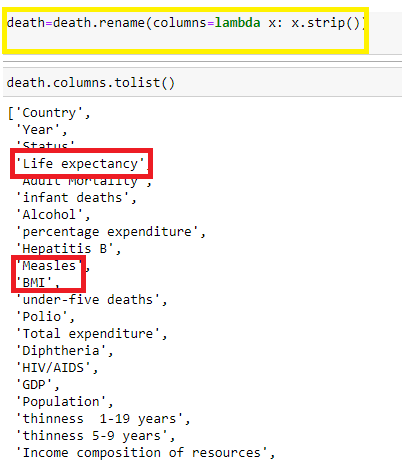 death=death.rename(columns=lambda x: x.strip())
death.columns.tolist()
['Country',
'Year',
'Status',
'Life expectancy',
'Adult Mortality',
'infant deaths',
'Alcohol',
'percentage expenditure',
'Hepatitis B',
'Measles',
'BMI',
'under-five deaths',
'Polio',
'Total expenditure',
'Diphtheria',
'HIV/AIDS',
'GDP',
'Population',
'thinness  1-19 years',
'thinness 5-9 years',
'Income composition of resources',